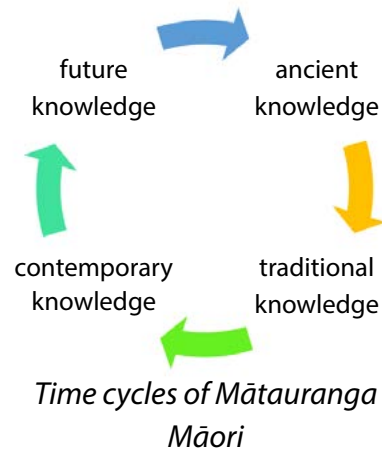 future
knowledge
ancient
knowledge
contemporary
knowledge
traditional
knowledge
Time cycles of Mātauranga
Māori